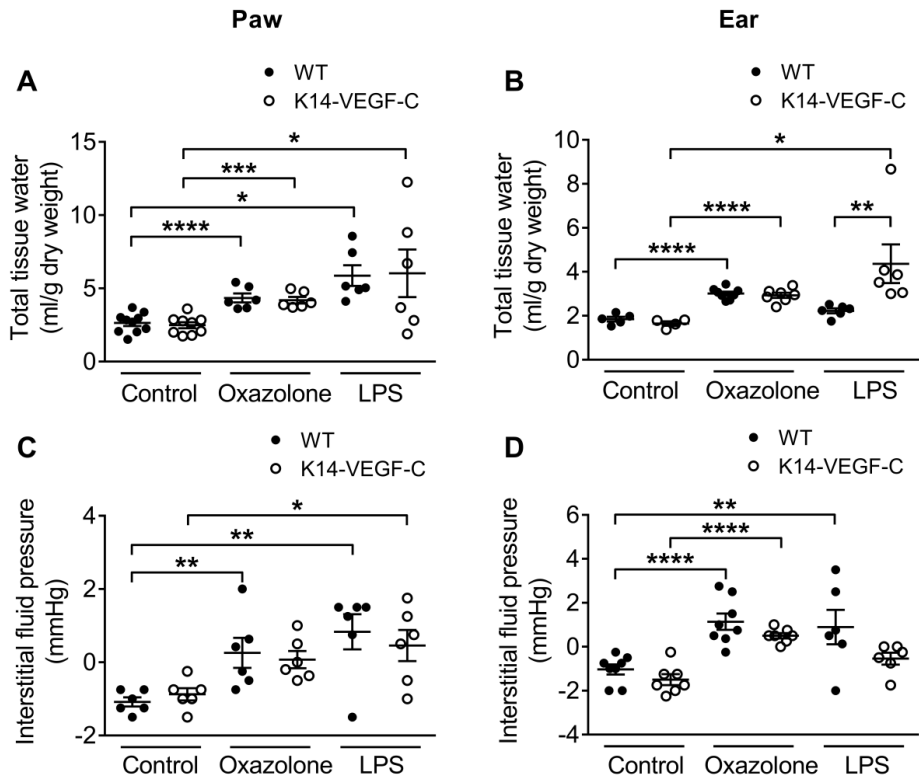 Paw
Ear
A
WT
K14-VEGF-C
Total tissue water
(ml/g dry weight)
15
10
5
0
*
***
*
****
Control
Oxazolone
LPS
B
WT
K14-VEGF-C
Total tissue water
(ml/g dry weight)
10
8
6
4
2
0
*
****
**
****
Control
Oxazolone
LPS
C
WT
K14-VEGF-C
Interstitial fluid pressure
(mmHg)
4
2
0
-2
*
**
**
Control
Oxazolone
LPS
D
WT
K14-VEGF-C
Interstitial fluid pressure
(mmHg)
6
4
2
0
-2
-4
**
****
****
Control
Oxazolone
LPS